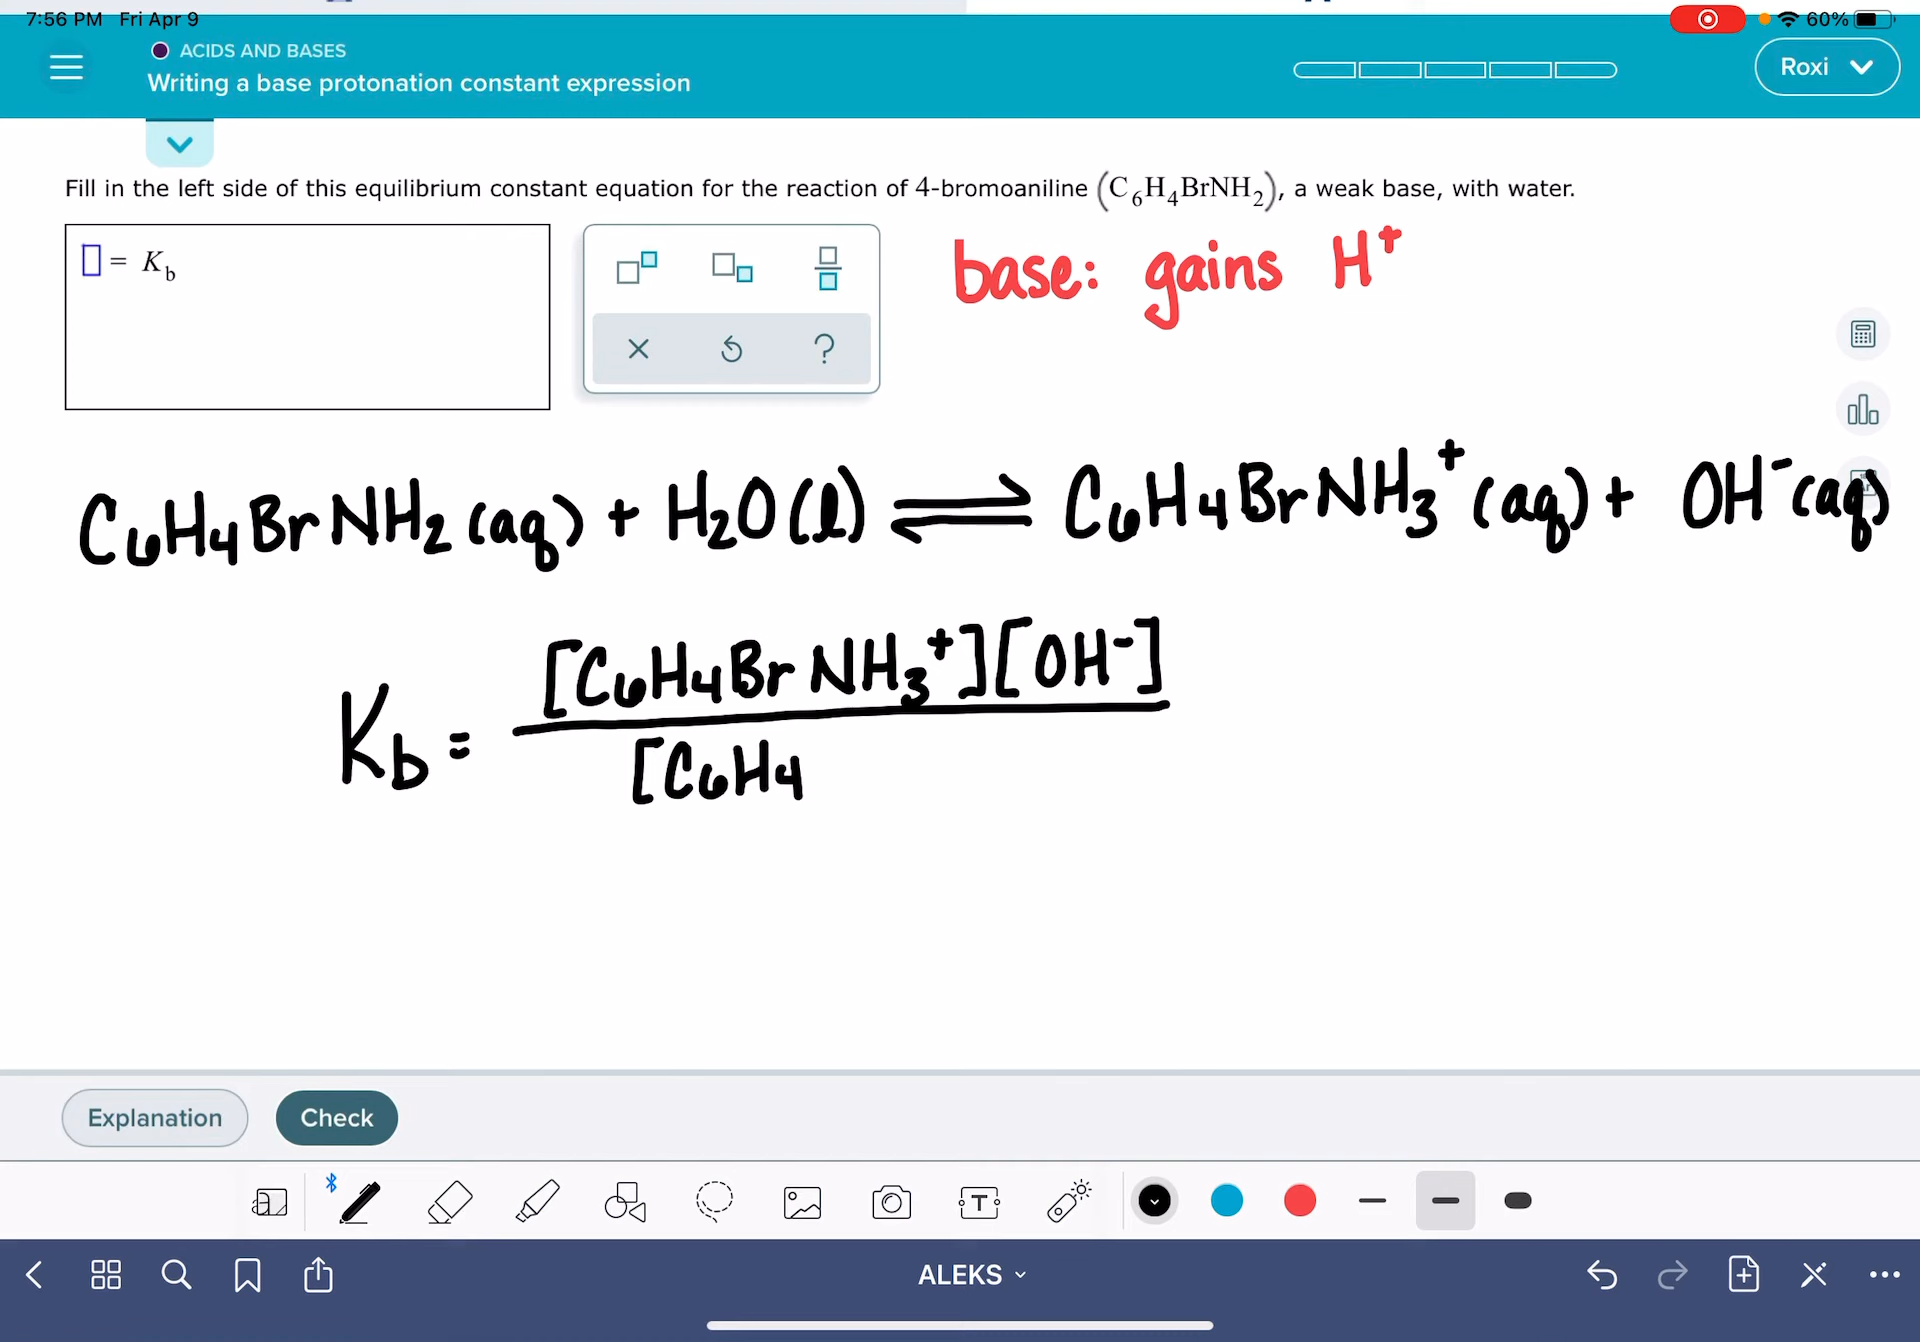 7:56 PM Fri Apr 9
60%
ACIDS AND BASES
Writing a base protonation constant expression
Roxi
Fill in the left side of this equilibrium constant equation for the reaction of 4-bromoaniline (C₆H₄BrNH₂), a weak base, with water.
▯ = K_b
?
base: gains H⁺
C₆H₄BrNH₂(aq) + H₂O(l) ⇌ C₆H₄BrNH₃⁺(aq) + OH⁻(aq)
K_b = [C₆H₄BrNH₃⁺][OH⁻]
[C₆H₄
Explanation
Check
a
T
ALEKS